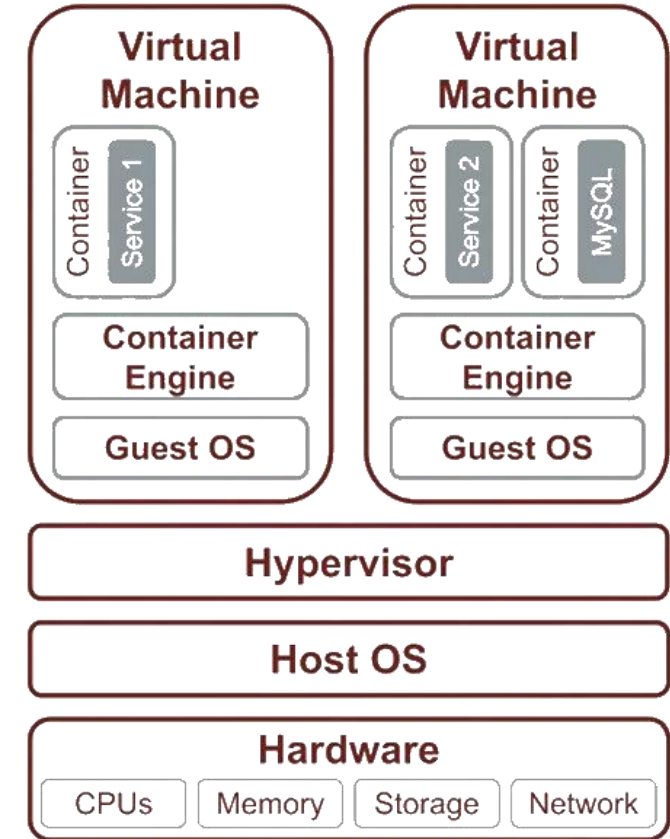 Virtual
Machine
Container
Service 1
Container
Engine
Guest OS
Virtual
Machine
Container
Service 2
Container
MySQL
Container
Engine
Guest OS
Hypervisor
Host OS
Hardware
CPUs
Memory
Storage
Network